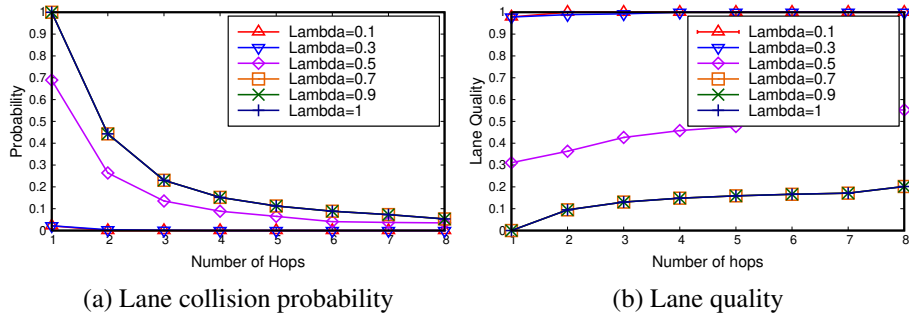 1
0.9
0.8
0.7
0.6
0.5
0.4
0.3
0.2
0.1
0
Probability
1 2 3 4 5 6 7 8
Number of Hops
Lambda=0.1
Lambda=0.3
Lambda=0.5
Lambda=0.7
Lambda=0.9
Lambda=1
(a) Lane collision probability
1
0.9
0.8
0.7
0.6
0.5
0.4
0.3
0.2
0.1
0
Lane Quality
1 2 3 4 5 6 7 8
Number of hops
Lambda=0.1
Lambda=0.3
Lambda=0.5
Lambda=0.7
Lambda=0.9
Lambda=1
(b) Lane quality